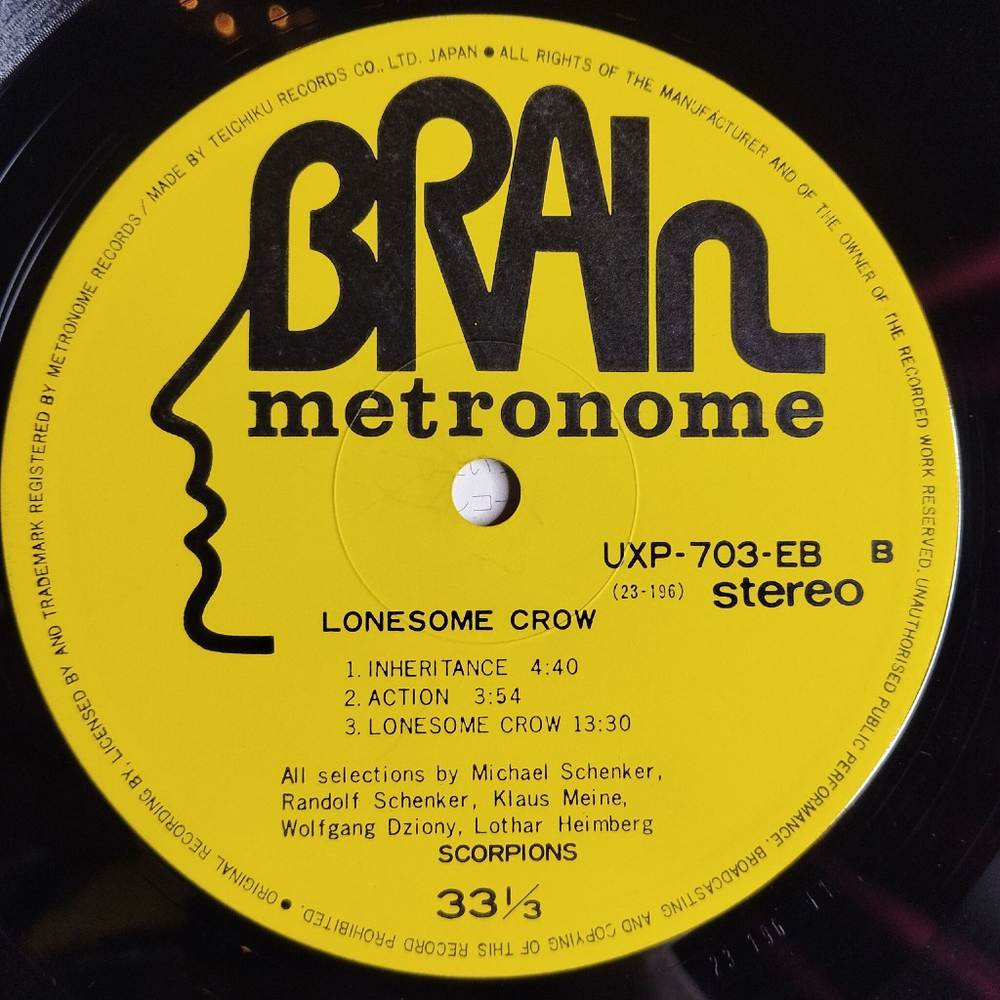 • ORIGINAL RECORDING BY, LICENSED BY AND TRADEMARK REGISTERED BY METRONOME RECORDS / MADE BY TEICHIKU RECORDS CO., LTD. JAPAN • ALL RIGHTS OF THE MANUFACTURER AND OF THE OWNER OF THE RECORDED WORK RESERVED. UNAUTHORISED PUBLIC PERFORMANCE. BROADCASTING AND COPYING OF THIS RECORD PROHIBITED.
BRAIn
metronome
UXP-703-EB B
(23-196) stereo
LONESOME CROW
1. INHERITANCE 4:40
2. ACTION 3:54
3. LONESOME CROW 13:30
All selections by Michael Schenker,
Randolf Schenker, Klaus Meine,
Wolfgang Dziony, Lothar Heimberg
SCORPIONS
33 1/3
23 196